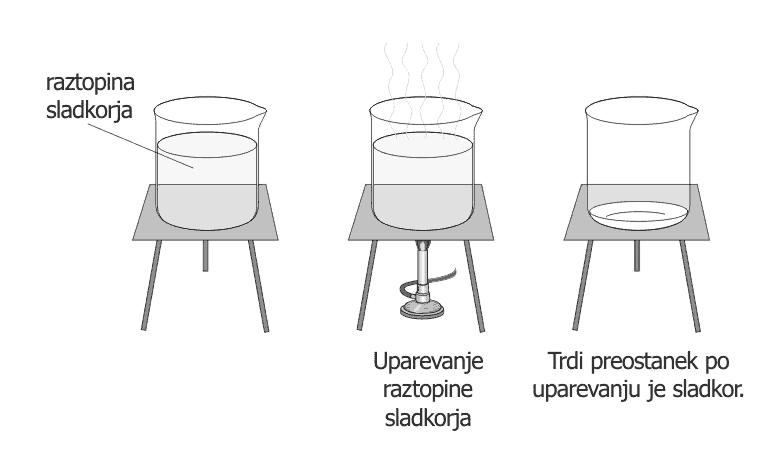 raztopina
sladkorja
Uparevanje
raztopine
sladkorja
Trdi preostanek po
uparevanju je sladkor.